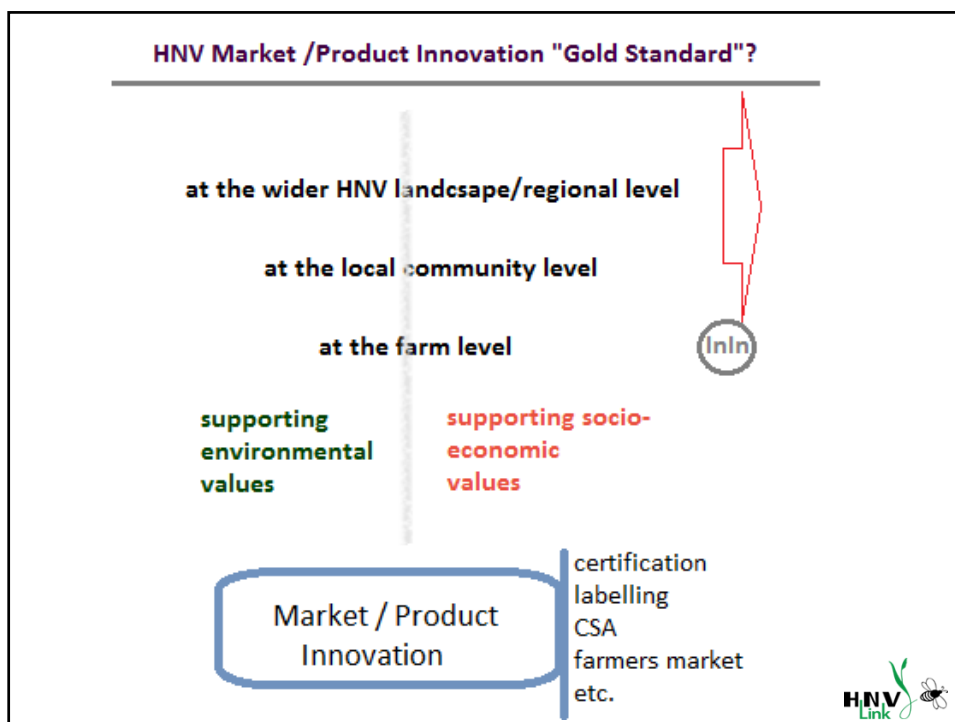 HNV Market /Product Innovation "Gold Standard"?
at the wider HNV landcsape/regional level
at the local community level
at the farm level
InIn
supporting
environmental
values
supporting socio-
economic
values
Market / Product
Innovation
certification
labelling
CSA
farmers market
etc.
HNV
Link